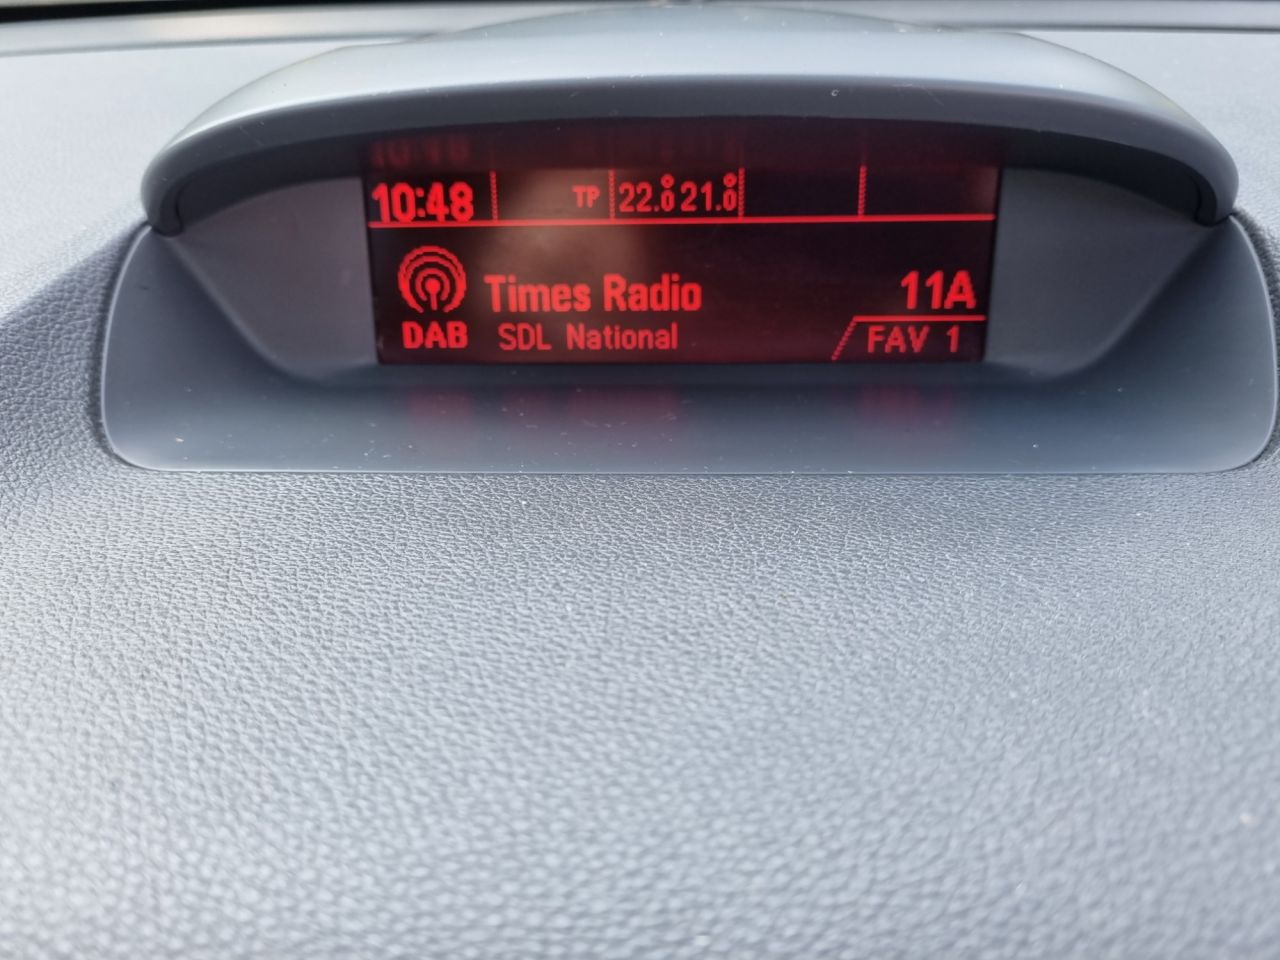 10:48 TP 22.0° 21.0°
Times Radio 11A
DAB SDL National FAV 1